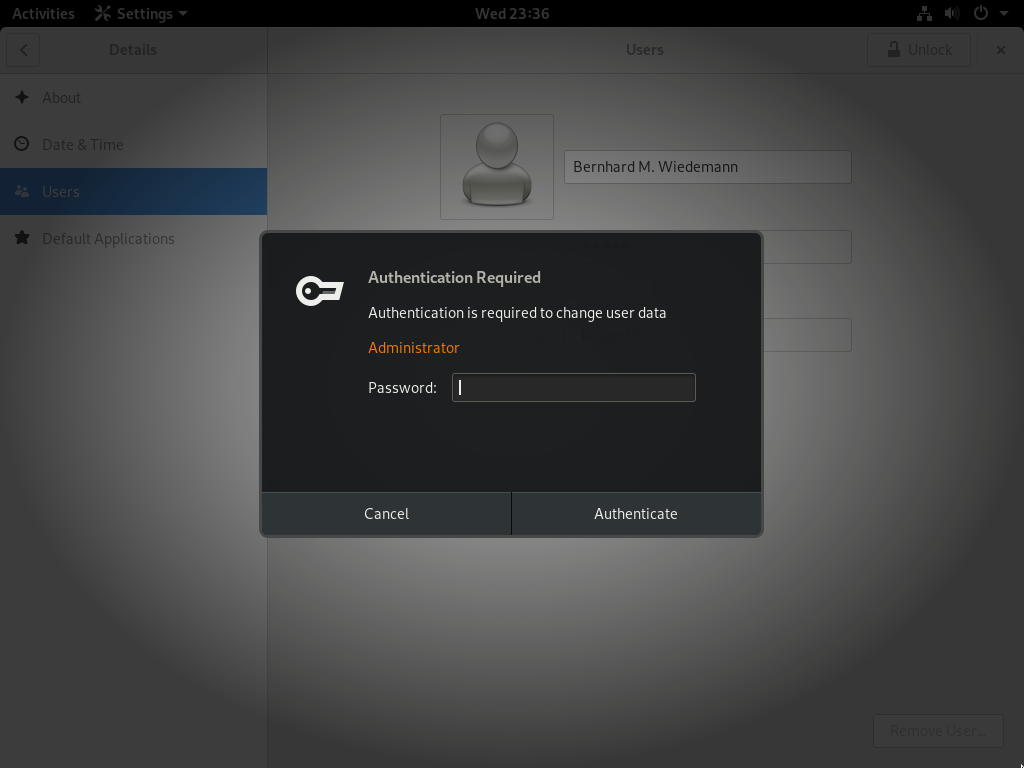 Activities Settings Wed 23:36
Details Users Unlock
About
Date & Time
Users
Default Applications
Bernhard M. Wiedemann
Authentication Required
Authentication is required to change user data
Administrator
Password:
Cancel Authenticate
Remove User...